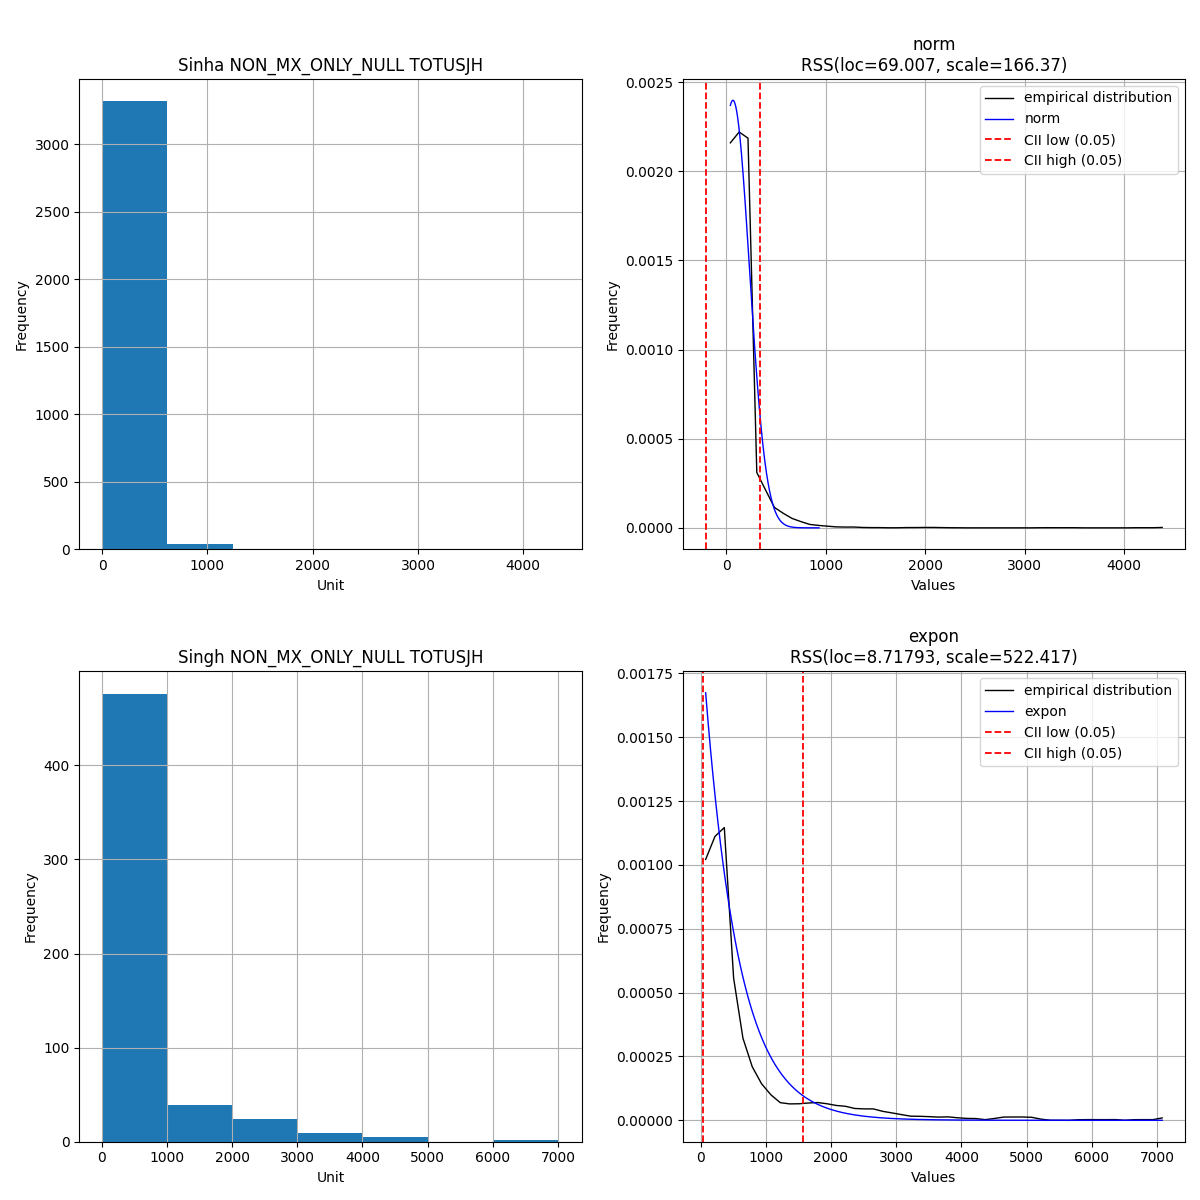 Sinha NON_MX_ONLY_NULL TOTUSJH
3000
2500
2000
1500
1000
500
0
Frequency
0 1000 2000 3000 4000
Unit
norm
RSS(loc=69.007, scale=166.37)
empirical distribution
norm
CII low (0.05)
CII high (0.05)
0.0025
0.0020
0.0015
0.0010
0.0005
0.0000
Frequency
0 1000 2000 3000 4000
Values
Singh NON_MX_ONLY_NULL TOTUSJH
400
300
200
100
0
Frequency
0 1000 2000 3000 4000 5000 6000 7000
Unit
expon
RSS(loc=8.71793, scale=522.417)
empirical distribution
expon
CII low (0.05)
CII high (0.05)
0.00175
0.00150
0.00125
0.00100
0.00075
0.00050
0.00025
0.00000
Frequency
0 1000 2000 3000 4000 5000 6000 7000
Values